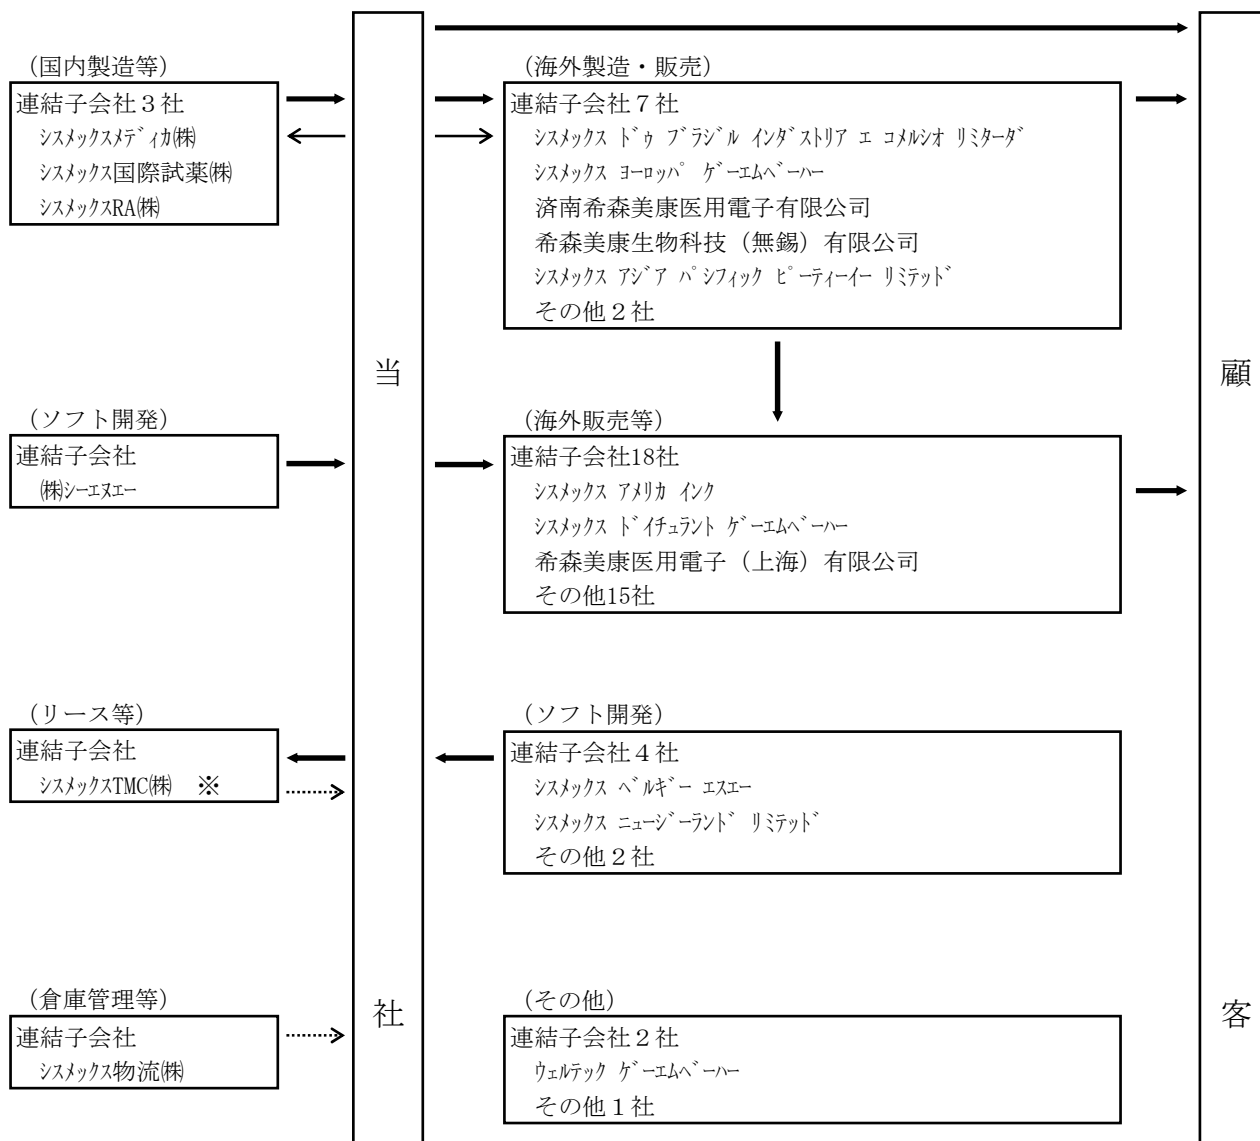 （国内製造等）
連結子会社３社
ｼｽﾒｯｸｽﾒﾃﾞｨｶ㈱
ｼｽﾒｯｸｽ国際試薬㈱
ｼｽﾒｯｸｽRA㈱
（ソフト開発）
連結子会社
㈱ｼｰｴﾇｴｰ
（リース等）
連結子会社
ｼｽﾒｯｸｽTMC㈱　※
（倉庫管理等）
連結子会社
ｼｽﾒｯｸｽ物流㈱
当
社
（海外製造・販売）
連結子会社７社
ｼｽﾒｯｸｽ ﾄﾞｩ ﾌﾞﾗｼﾞﾙ ｲﾝﾀﾞｽﾄﾘｱ ｴ ｺﾒﾙｼｵ ﾘﾐﾀｰﾀﾞ
ｼｽﾒｯｸｽ ﾖｰﾛｯﾊﾟ ｹﾞｰｴﾑﾍﾞｰﾊｰ
済南希森美康医用電子有限公司
希森美康生物科技（無錫）有限公司
ｼｽﾒｯｸｽ ｱｼﾞｱ ﾊﾟｼﾌｨｯｸ ﾋﾟｰﾃｨｰｲｰ ﾘﾐﾃｯﾄﾞ
その他２社
（海外販売等）
連結子会社18社
ｼｽﾒｯｸｽ ｱﾒﾘｶ ｲﾝｸ
ｼｽﾒｯｸｽ ﾄﾞｲﾁｭﾗﾝﾄ ｹﾞｰｴﾑﾍﾞｰﾊｰ
希森美康医用電子（上海）有限公司
その他15社
（ソフト開発）
連結子会社４社
ｼｽﾒｯｸｽ ﾍﾞﾙｷﾞｰ ｴｽｴｰ
ｼｽﾒｯｸｽ ﾆｭｰｼﾞｰﾗﾝﾄﾞ ﾘﾐﾃｯﾄﾞ
その他２社
（その他）
連結子会社２社
ｳｪﾙﾃｯｸ ｹﾞｰｴﾑﾍﾞｰﾊｰ
その他１社
顧
客